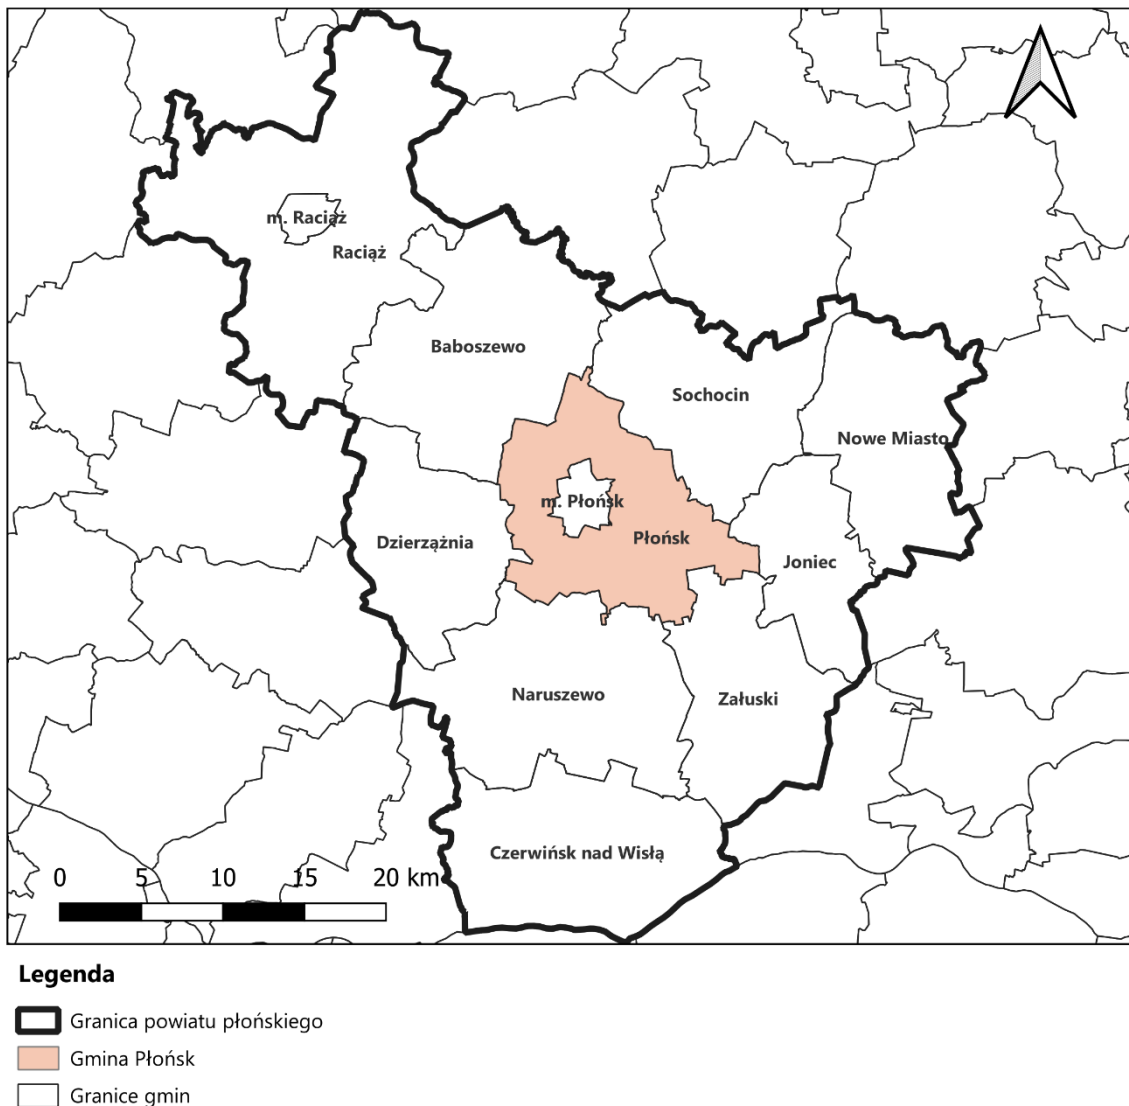 m. Raciąż
Raciąż
Baboszewo
Sochocin
Nowe Miasto
m. Płońsk
Płońsk
Dzierzążnia
Joniec
Naruszewo
Załuski
Czerwińsk nad Wisłą
0 5 10 15 20 km
Legenda
Granica powiatu płońskiego
Gmina Płońsk
Granice gmin